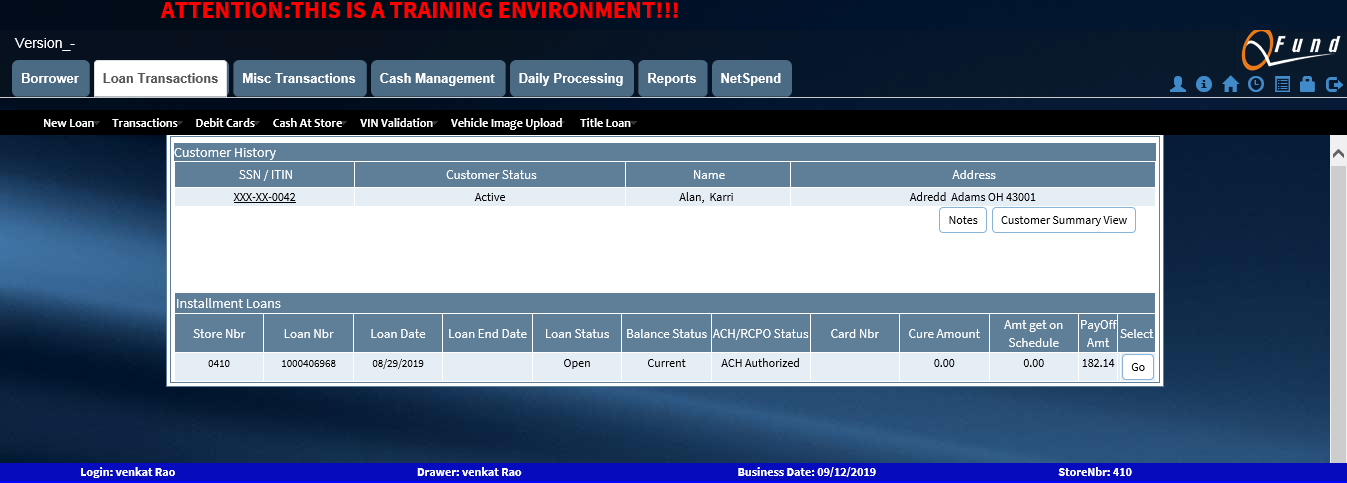 ATTENTION:THIS IS A TRAINING ENVIRONMENT!!!
Version_-
QFund
Borrower Loan Transactions Misc Transactions Cash Management Daily Processing Reports NetSpend
New Loan Transactions Debit Cards Cash At Store VIN Validation Vehicle Image Upload Title Loan
Customer History
SSN / ITIN Customer Status Name Address
XXX-XX-0042 Active Alan, Karri Adredd Adams OH 43001
Notes Customer Summary View
Installment Loans
Store Nbr Loan Nbr Loan Date Loan End Date Loan Status Balance Status ACH/RCPO Status Card Nbr Cure Amount Amt get on Schedule PayOff Amt Select
0410 1000406968 08/29/2019 Open Current ACH Authorized 0.00 0.00 182.14 Go
Login: venkat Rao Drawer: venkat Rao Business Date: 09/12/2019 StoreNbr: 410